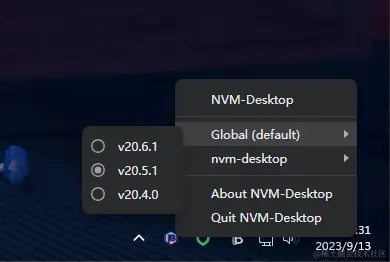 NVM-Desktop
Global (default)
nvm-desktop
v20.6.1
v20.5.1
v20.4.0
About NVM-Desktop
Quit NVM-Desktop
:31
2023/9/13
@稀土掘金技术社区